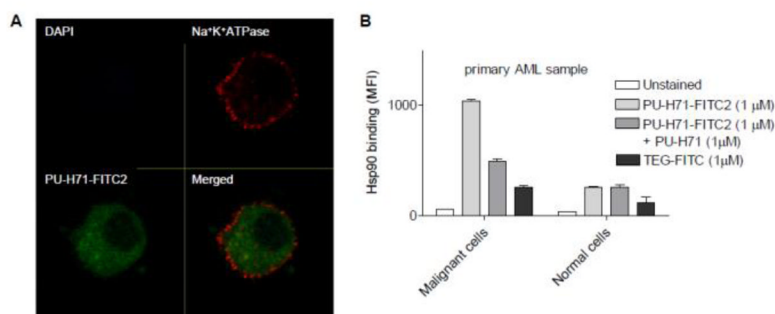 A
DAPI
Na⁺K⁺ATPase
PU-H71-FITC2
Merged
B
primary AML sample
Hsp90 binding (MFI)
1000
0
Malignant cells
Normal cells
Unstained
PU-H71-FITC2 (1 μM)
PU-H71-FITC2 (1 μM)
+ PU-H71 (1μM)
TEG-FITC (1μM)